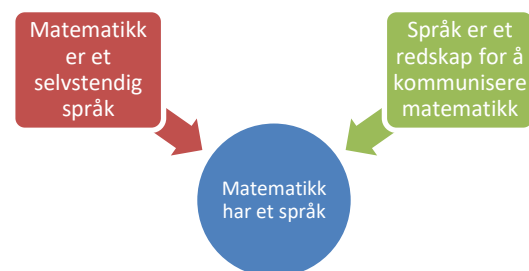 Matematikk
er et
selvstendig
språk
Språk er et
redskap for å
kommunisere
matematikk
Matematikk
har et språk